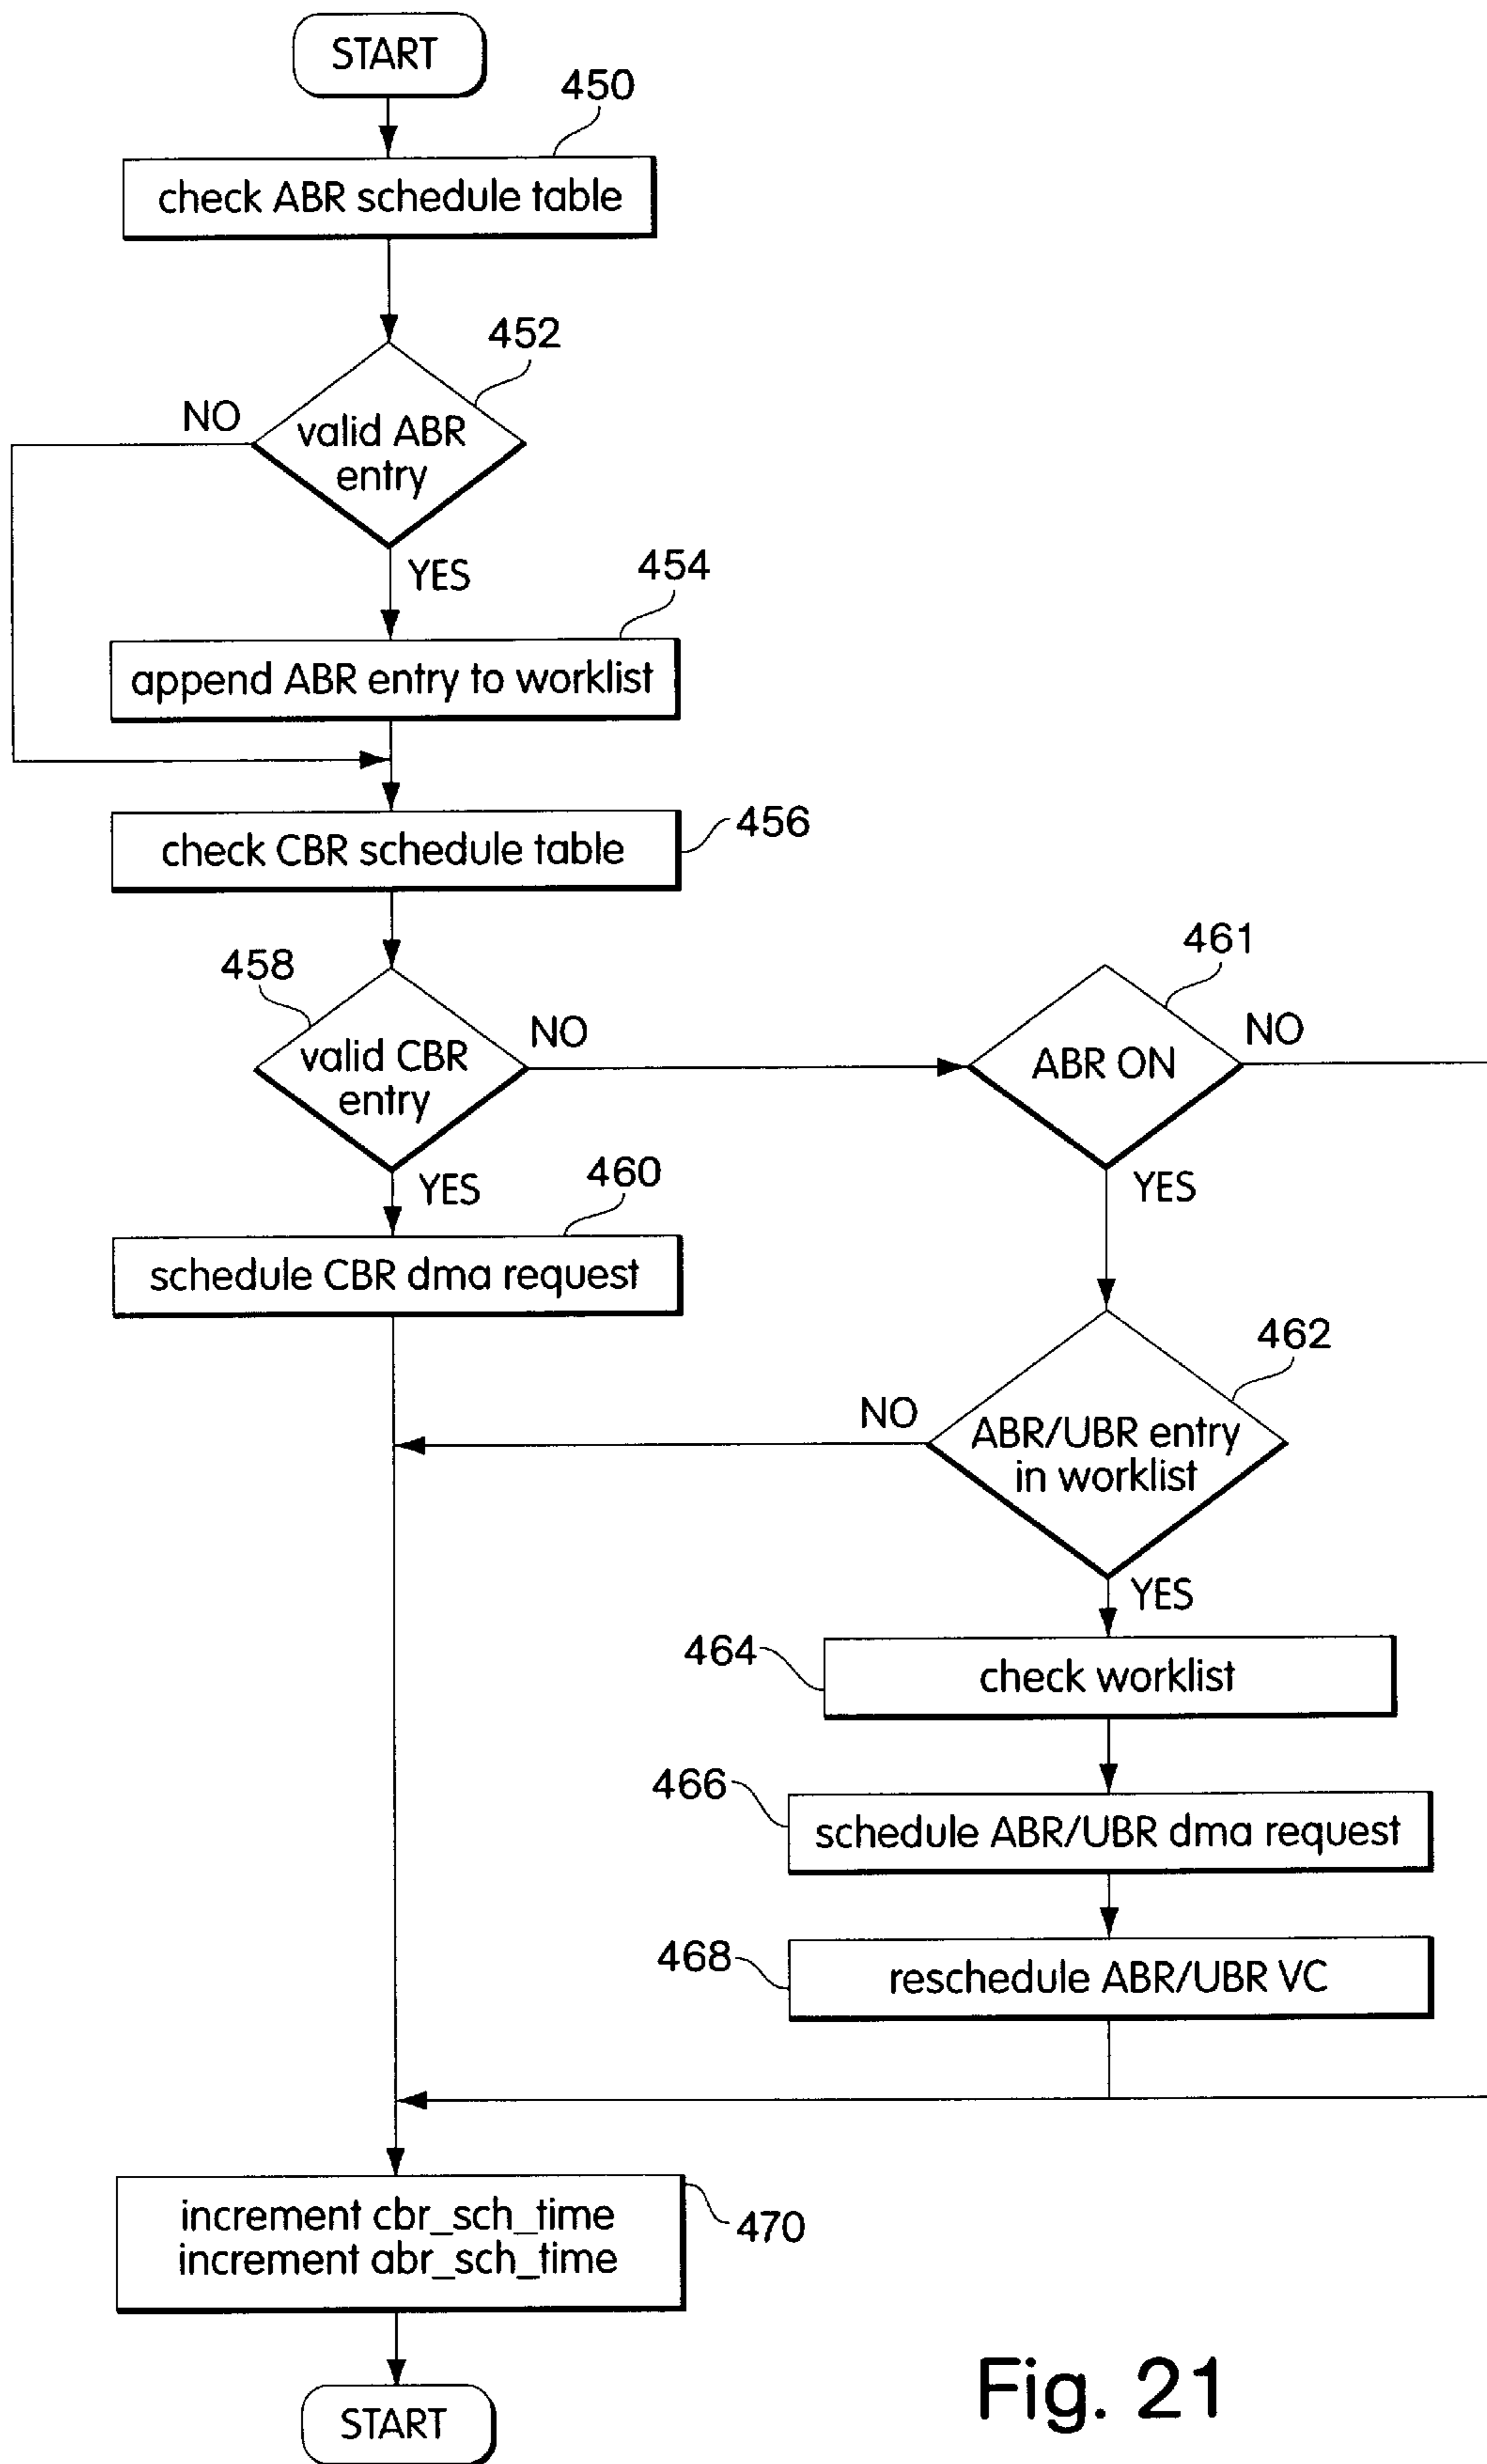 START
450
check ABR schedule table
452
NO
valid ABR
entry
YES
454
append ABR entry to worklist
check CBR schedule table
456
458
valid CBR
entry
NO
461
ABR ON
NO
YES
460
schedule CBR dma request
YES
462
NO
ABR/UBR entry
in worklist
YES
464
check worklist
466
schedule ABR/UBR dma request
468
reschedule ABR/UBR VC
increment cbr_sch_time
increment abr_sch_time
470
START
Fig. 21